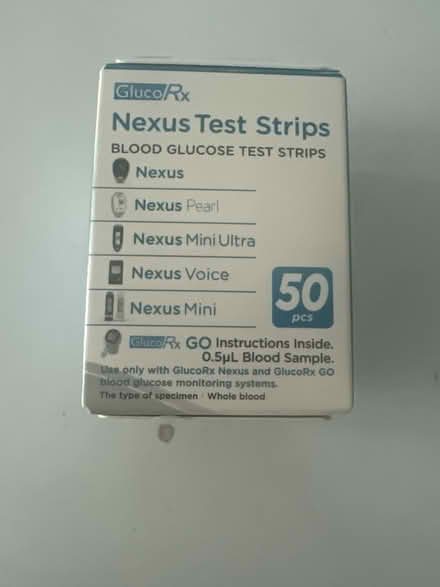 GlucoRx
Nexus Test Strips
BLOOD GLUCOSE TEST STRIPS
Nexus
Nexus Pearl
Nexus Mini Ultra
Nexus Voice
Nexus Mini
50
pcs
GlucoRx GO Instructions Inside.
0.5µL Blood Sample.
Use only with GlucoRx Nexus and GlucoRx GO
blood glucose monitoring systems.
The type of specimen : Whole blood